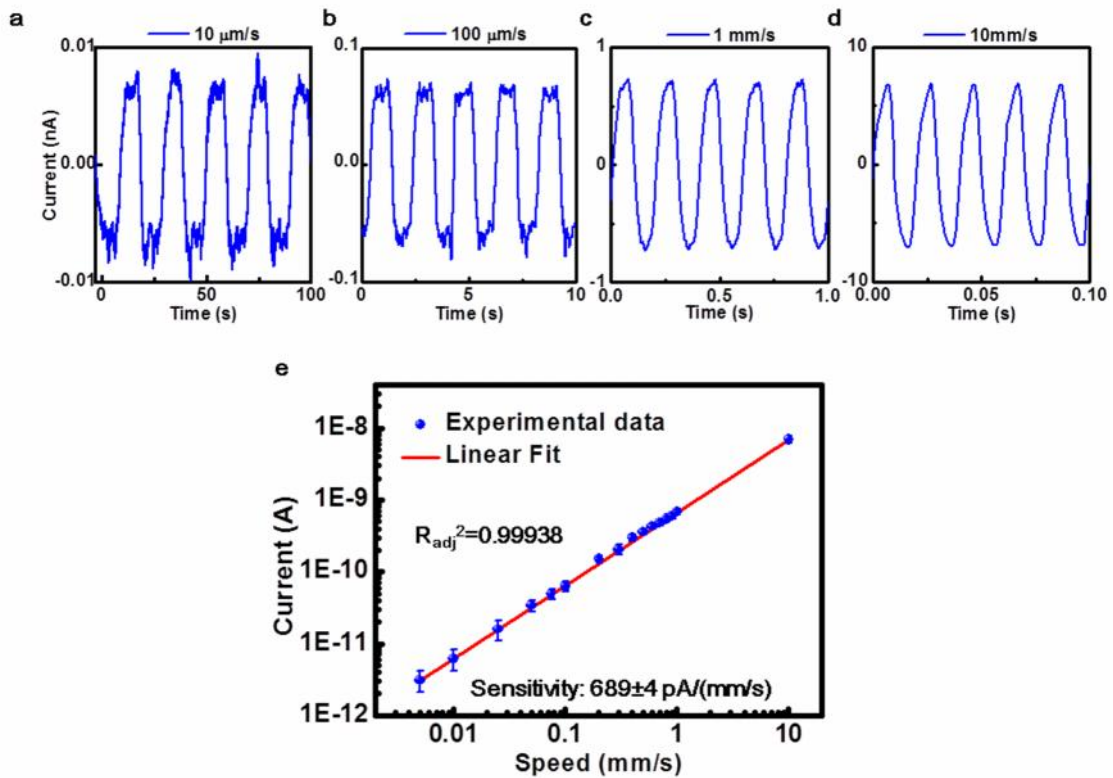 a
10 μm/s
0.01
0.00
-0.01
Current (nA)
0
50
100
Time (s)
b
100 μm/s
0.1
0.0
-0.1
0
5
10
Time (s)
c
1 mm/s
1
0
-1
0.0
0.5
1.0
Time (s)
d
10mm/s
10
0
-10
0.00
0.05
0.10
Time (s)
e
Experimental data
Linear Fit
R_adj²=0.99938
Sensitivity: 689±4 pA/(mm/s)
Current (A)
1E-8
1E-9
1E-10
1E-11
1E-12
0.01
0.1
1
10
Speed (mm/s)